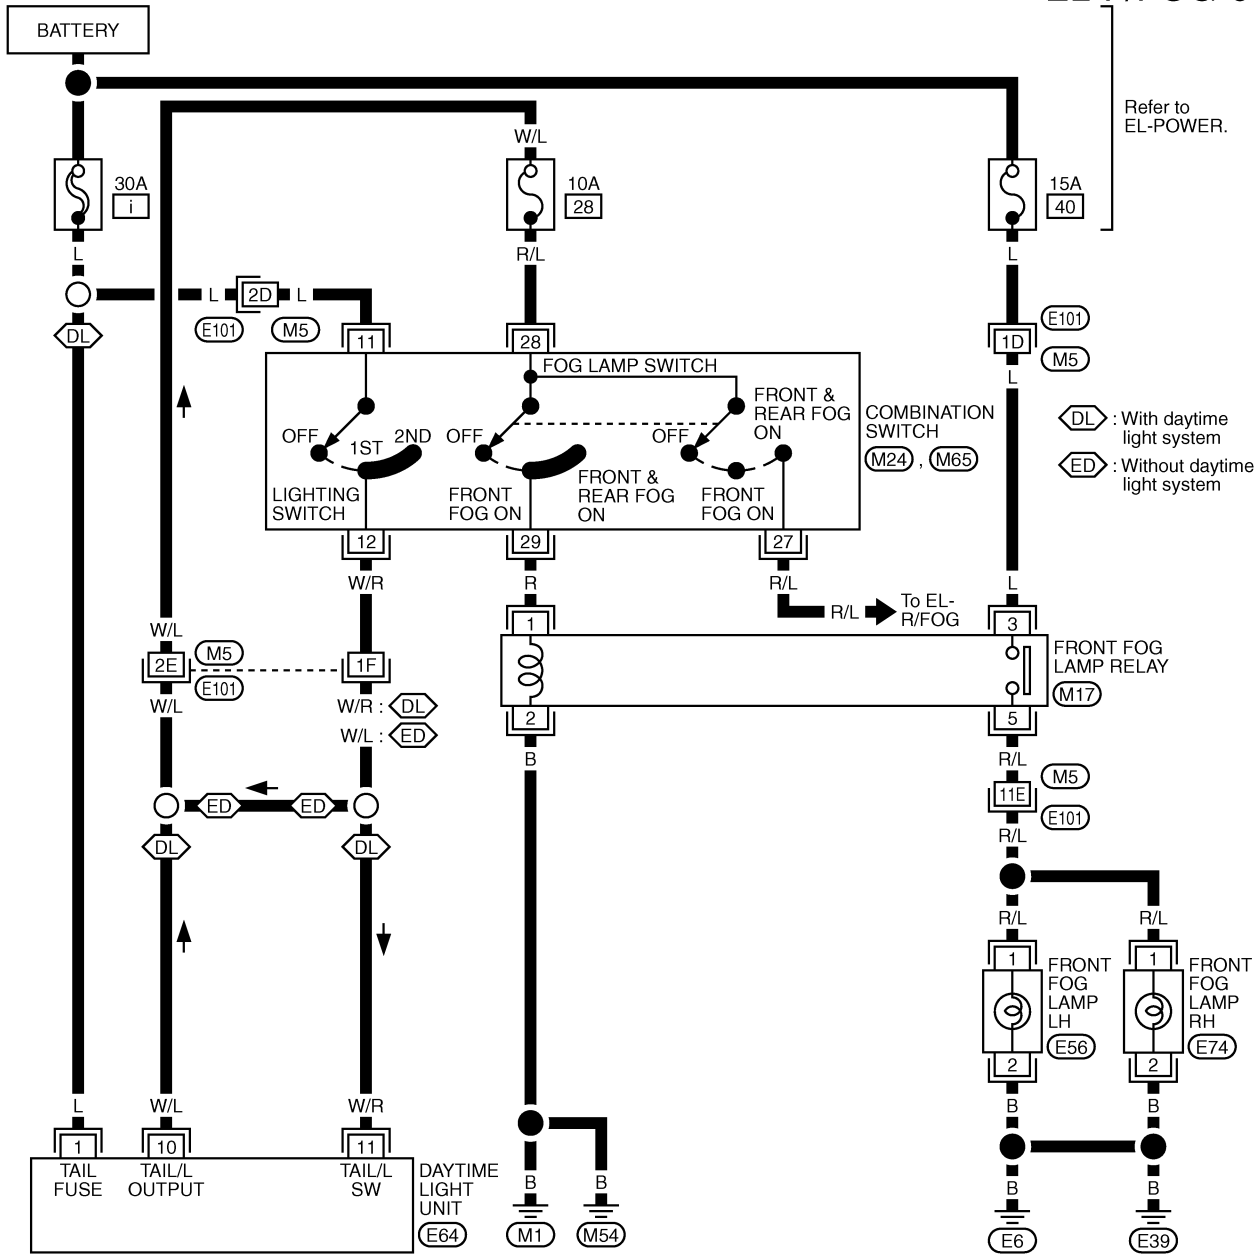 BATTERY
Refer to
EL-POWER.
W/L
30A
i
10A
28
15A
40
L
R/L
L
L
2D
L
E101
M5
DL
11
28
E101
1D
M5
L
FOG LAMP SWITCH
FRONT &
REAR FOG
ON
OFF
1ST
2ND
OFF
OFF
COMBINATION
SWITCH
M24 , M65
DL : With daytime
light system
ED : Without daytime
light system
LIGHTING
SWITCH
FRONT
FOG ON
FRONT &
REAR FOG
ON
FRONT
FOG ON
12
29
27
W/R
R
R/L
L
R/L
To EL-
R/FOG
W/L
1
3
2E
M5
E101
1F
FRONT FOG
LAMP RELAY
M17
W/L
W/R : DL
W/L : ED
2
5
B
R/L
M5
11E
E101
R/L
ED
ED
DL
DL
R/L
R/L
1
1
FRONT
FOG
LAMP
LH
E56
FRONT
FOG
LAMP
RH
E74
2
2
L
W/L
W/R
B
B
1
10
11
TAIL
FUSE
TAIL/L
OUTPUT
TAIL/L
SW
DAYTIME
LIGHT
UNIT
E64
B
B
B
B
M1
M54
E6
E39